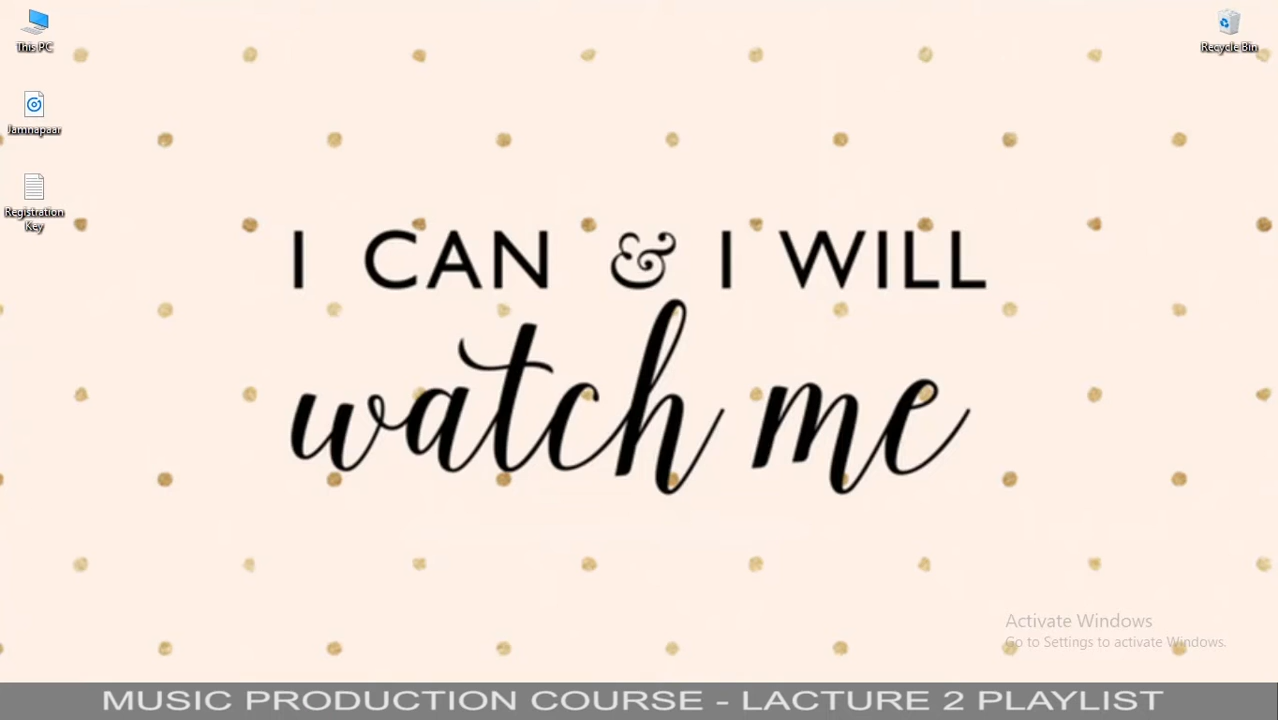 This PC
Recycle Bin
Jamnapaar
Registration
Key
I CAN & I WILL
watch me
Activate Windows
Go to Settings to activate Windows.
MUSIC PRODUCTION COURSE - LACTURE 2 PLAYLIST